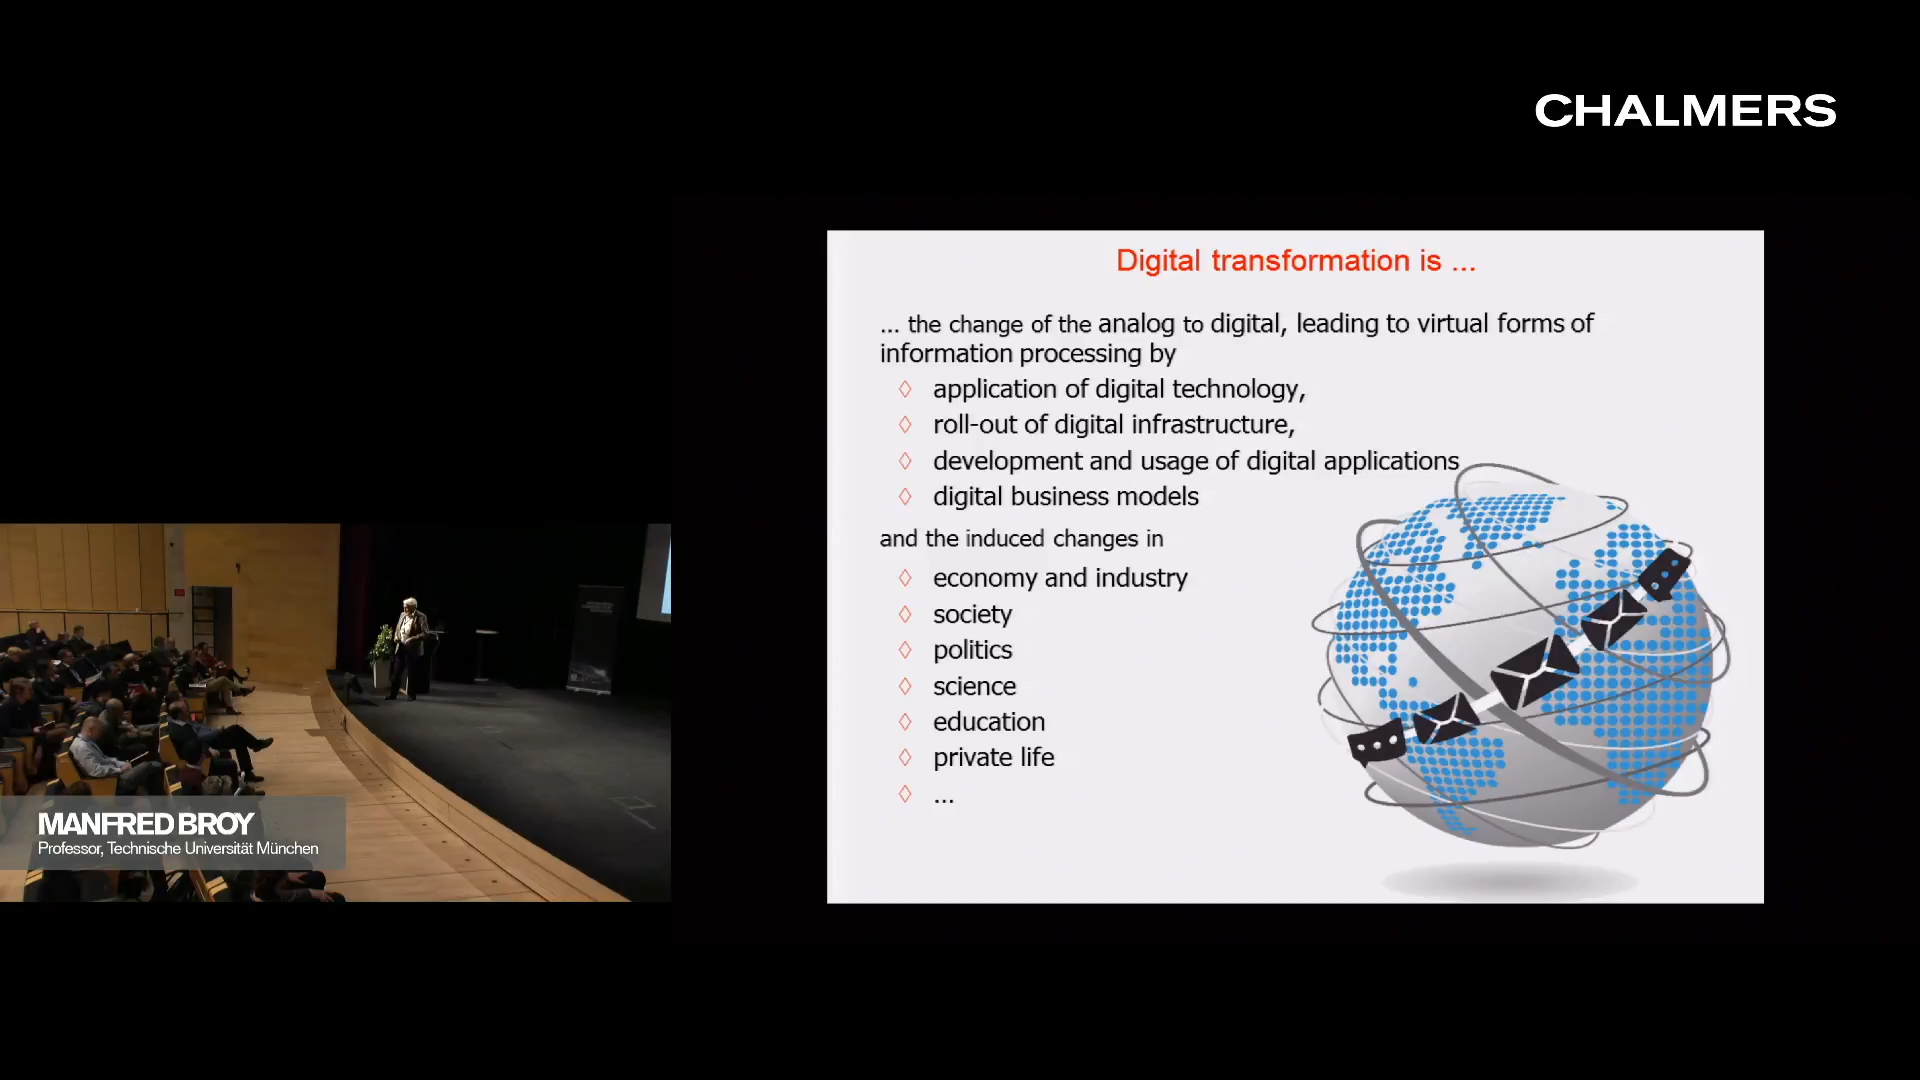 CHALMERS
Digital transformation is ...
... the change of the analog to digital, leading to virtual forms of
information processing by
◊ application of digital technology,
◊ roll-out of digital infrastructure,
◊ development and usage of digital applications
◊ digital business models
and the induced changes in
◊ economy and industry
◊ society
◊ politics
◊ science
◊ education
◊ private life
◊ ...
MANFRED BROY
Professor, Technische Universität München